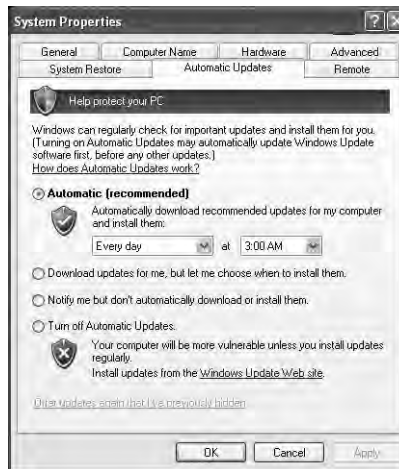 System Properties
General Computer Name Hardware Advanced
System Restore Automatic Updates Remote
Help protect your PC
Windows can regularly check for important updates and install them for you.
(Turning on Automatic Updates may automatically update Windows Update
software first, before any other updates.)
How does Automatic Updates work?
Automatic (recommended)
Automatically download recommended updates for my computer
and install them:
Every day at 3:00 AM
Download updates for me, but let me choose when to install them.
Notify me but don't automatically download or install them.
Turn off Automatic Updates.
Your computer will be more vulnerable unless you install updates
regularly.
Install updates from the Windows Update Web site.
Offer updates again that I've previously hidden
OK Cancel Apply